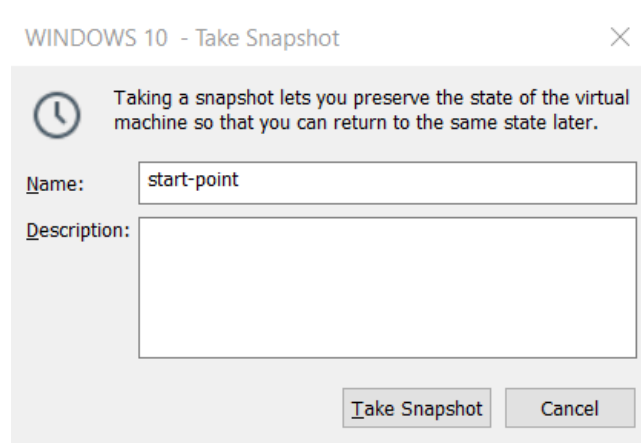 WINDOWS 10 - Take Snapshot
Taking a snapshot lets you preserve the state of the virtual
machine so that you can return to the same state later.
Name: start-point
Description:
Take Snapshot Cancel